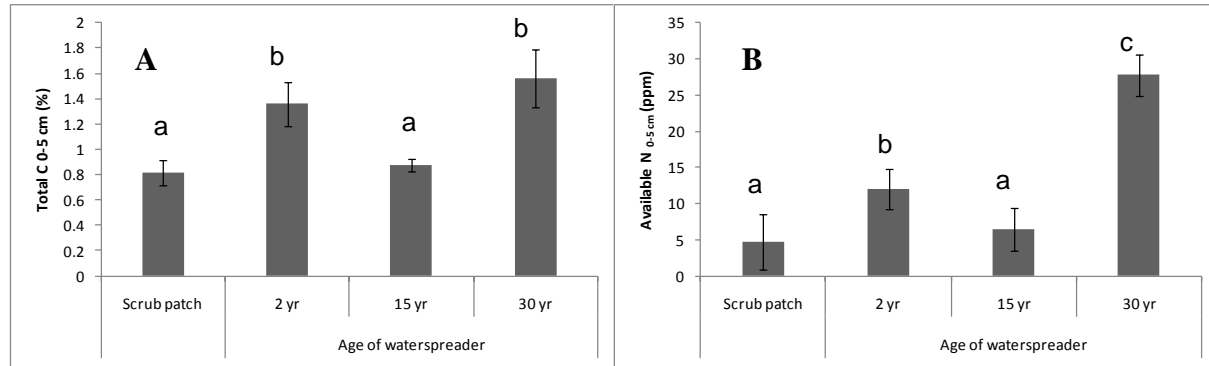 A
Total C 0-5 cm (%)
2
1.8
1.6
1.4
1.2
1
0.8
0.6
0.4
0.2
0
a
b
a
b
Scrub patch
2 yr
15 yr
30 yr
Age of waterspreader
B
Available N 0-5 cm (ppm)
35
30
25
20
15
10
5
0
a
b
a
c
Scrub patch
2 yr
15 yr
30 yr
Age of waterspreader